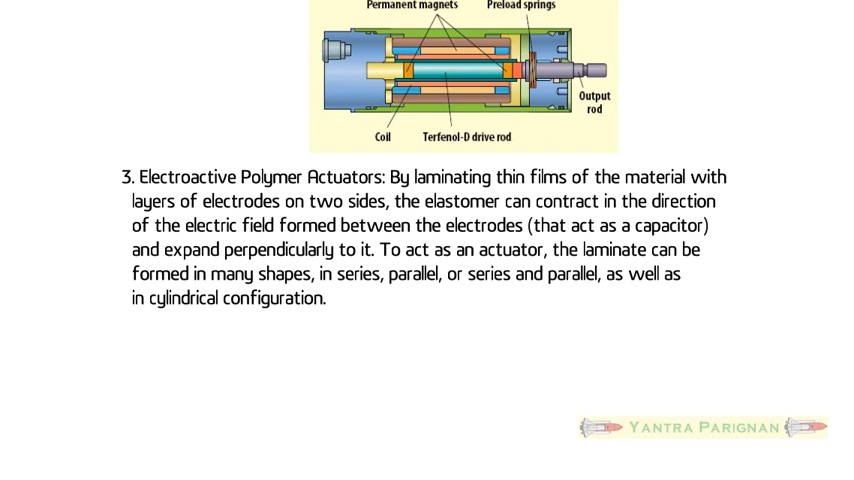 Permanent magnets Preload springs
Output
rod
Coil Terfenol-D drive rod
3. Electroactive Polymer Actuators: By laminating thin films of the material with
layers of electrodes on two sides, the elastomer can contract in the direction
of the electric field formed between the electrodes (that act as a capacitor)
and expand perpendicularly to it. To act as an actuator, the laminate can be
formed in many shapes, in series, parallel, or series and parallel, as well as
in cylindrical configuration.
YANTRA PARIGNAN